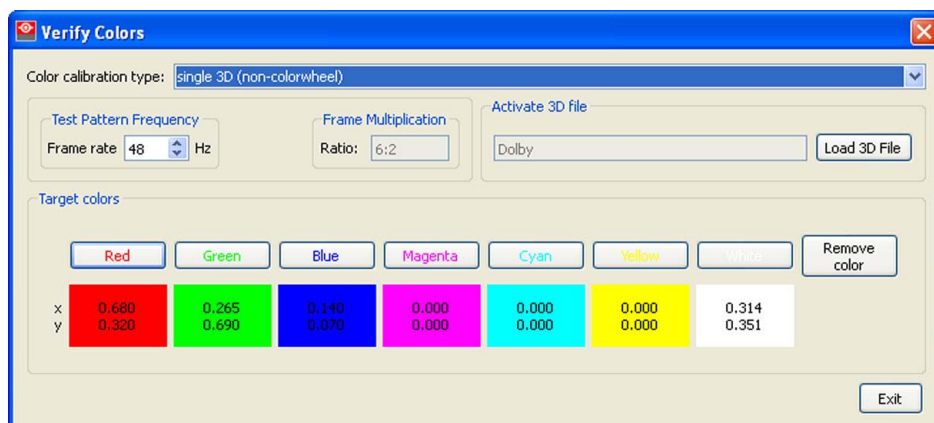 Verify Colors
Color calibration type: single 3D (non-colorwheel)
Test Pattern Frequency
Frame rate 48 Hz
Frame Multiplication
Ratio: 6:2
Activate 3D file
Dolby
Load 3D File
Target colors
Red Green Blue Magenta Cyan Yellow White Remove color
x 0.680 0.265 0.140 0.000 0.000 0.000 0.314
y 0.320 0.690 0.070 0.000 0.000 0.000 0.351
Exit